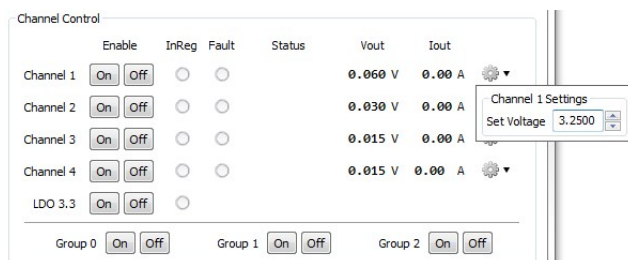 Channel Control
Enable InReg Fault Status Vout Iout
Channel 1 On Off 0.060 V 0.00 A
Channel 1 Settings
Channel 2 On Off 0.030 V 0.00 A
Set Voltage 3.2500
Channel 3 On Off 0.015 V 0.00 A
Channel 4 On Off 0.015 V 0.00 A
LDO 3.3 On Off
Group 0 On Off Group 1 On Off Group 2 On Off